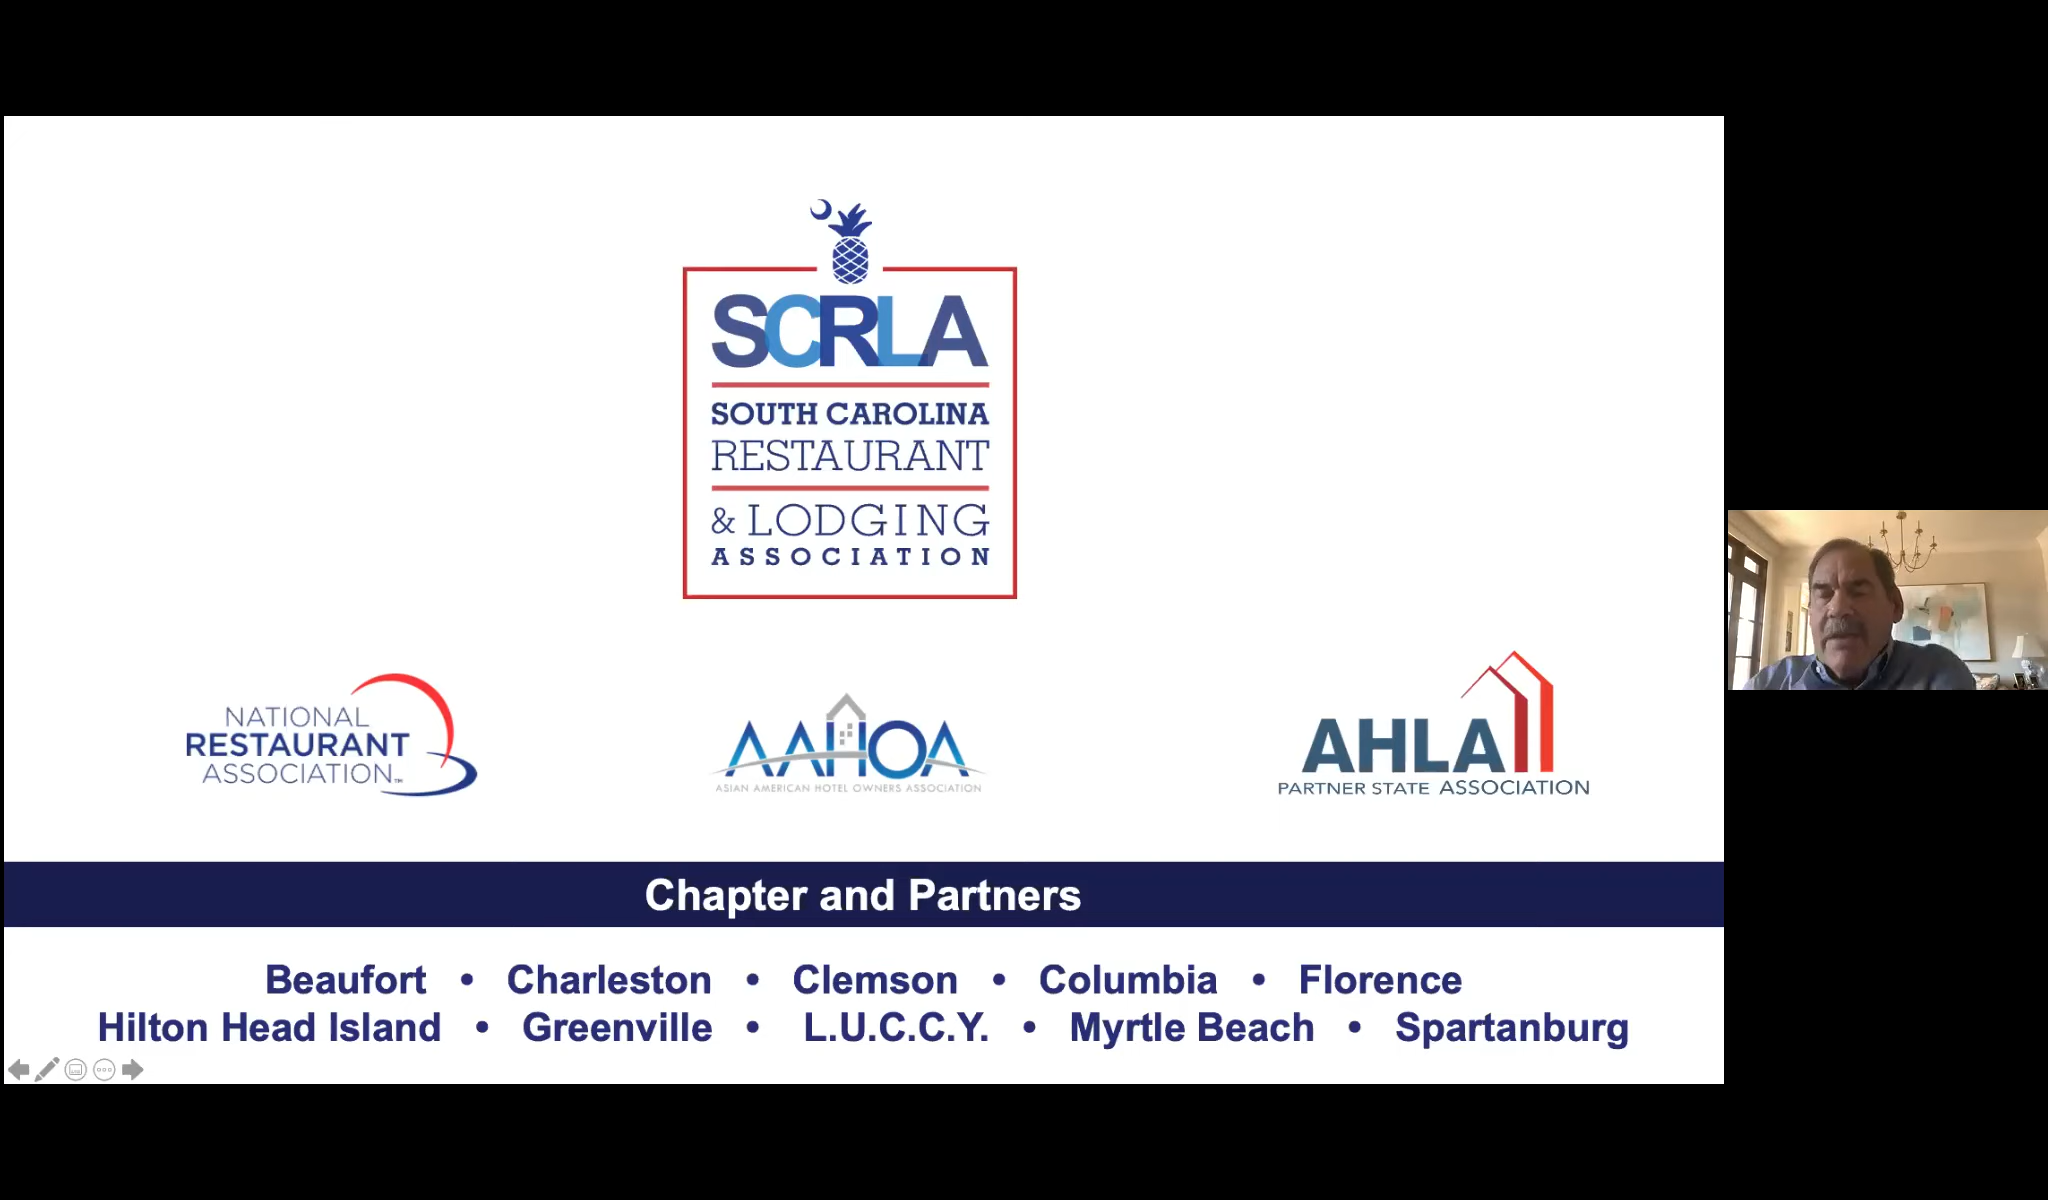 SCRLA
SOUTH CAROLINA
RESTAURANT
& LODGING
ASSOCIATION
NATIONAL
RESTAURANT
ASSOCIATION™
AAHOA
ASIAN AMERICAN HOTEL OWNERS ASSOCIATION
AHLA
PARTNER STATE ASSOCIATION
Chapter and Partners
Beaufort • Charleston • Clemson • Columbia • Florence
Hilton Head Island • Greenville • L.U.C.C.Y. • Myrtle Beach • Spartanburg